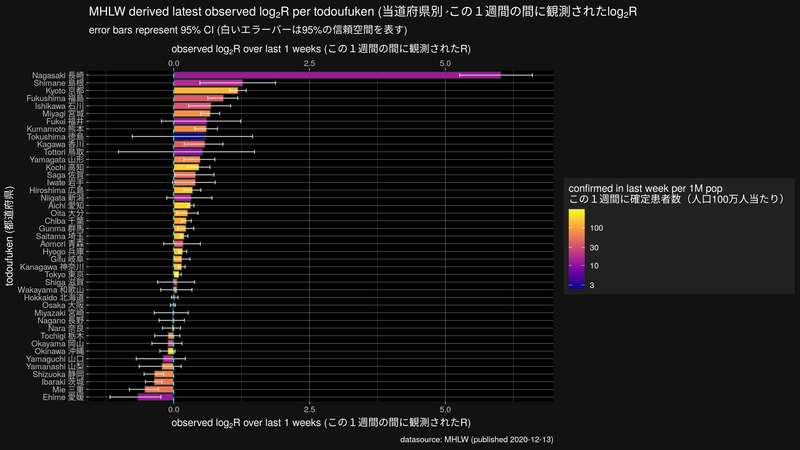 MHLW derived latest observed log₂R per todoufuken (当道府県別 · この１週間の間に観測されたlog₂R
error bars represent 95% CI (白いエラーバーは95%の信頼空間を表す)
observed log₂R over last 1 weeks (この１週間の間に観測されたR)
0.0 2.5 5.0
todoufuken (都道府県)
Nagasaki 長崎
Shimane 島根
Kyoto 京都
Fukushima 福島
Ishikawa 石川
Miyagi 宮城
Fukui 福井
Kumamoto 熊本
Tokushima 徳島
Kagawa 香川
Tottori 鳥取
Yamagata 山形
Kochi 高知
Saga 佐賀
Iwate 岩手
Hiroshima 広島
Niigata 新潟
Aichi 愛知
Oita 大分
Chiba 千葉
Gunma 群馬
Saitama 埼玉
Aomori 青森
Hyogo 兵庫
Gifu 岐阜
Kanagawa 神奈川
Tokyo 東京
Shiga 滋賀
Wakayama 和歌山
Hokkaido 北海道
Osaka 大阪
Miyazaki 宮崎
Nagano 長野
Nara 奈良
Tochigi 栃木
Okayama 岡山
Okinawa 沖縄
Yamaguchi 山口
Yamanashi 山梨
Shizuoka 静岡
Ibaraki 茨城
Mie 三重
Ehime 愛媛
0.0 2.5 5.0
observed log₂R over last 1 weeks (この１週間の間に観測されたR)
confirmed in last week per 1M pop
この１週間に確定患者数（人口100万人当たり）
100
30
10
3
datasource: MHLW (published 2020-12-13)